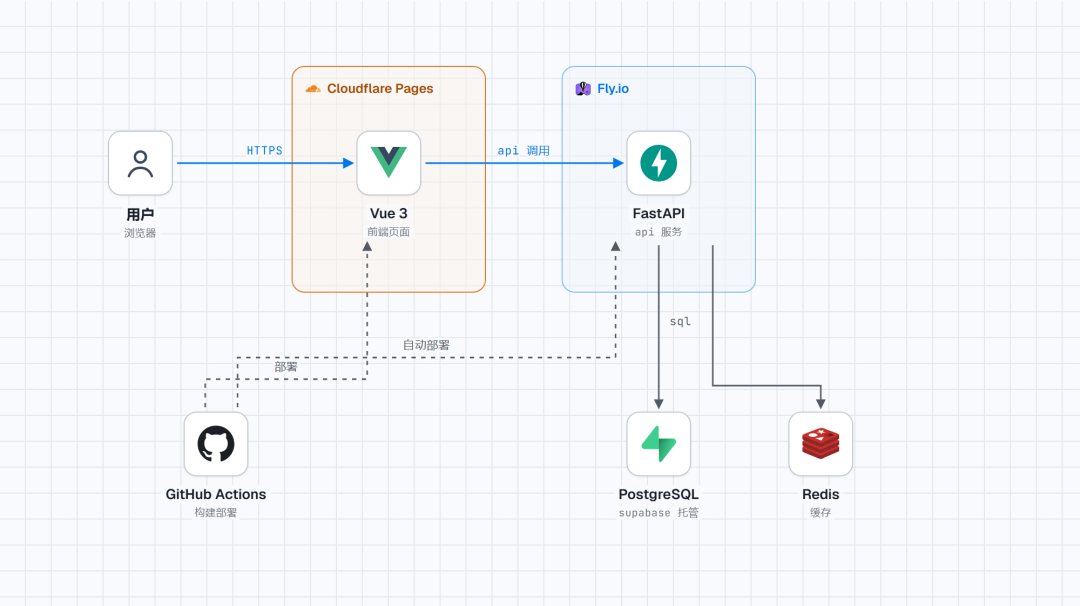 Cloudflare Pages
Fly.io
HTTPS
api 调用
用户
浏览器
Vue 3
前端页面
FastAPI
api 服务
sql
自动部署
部署
GitHub Actions
构建部署
PostgreSQL
supabase 托管
Redis
缓存